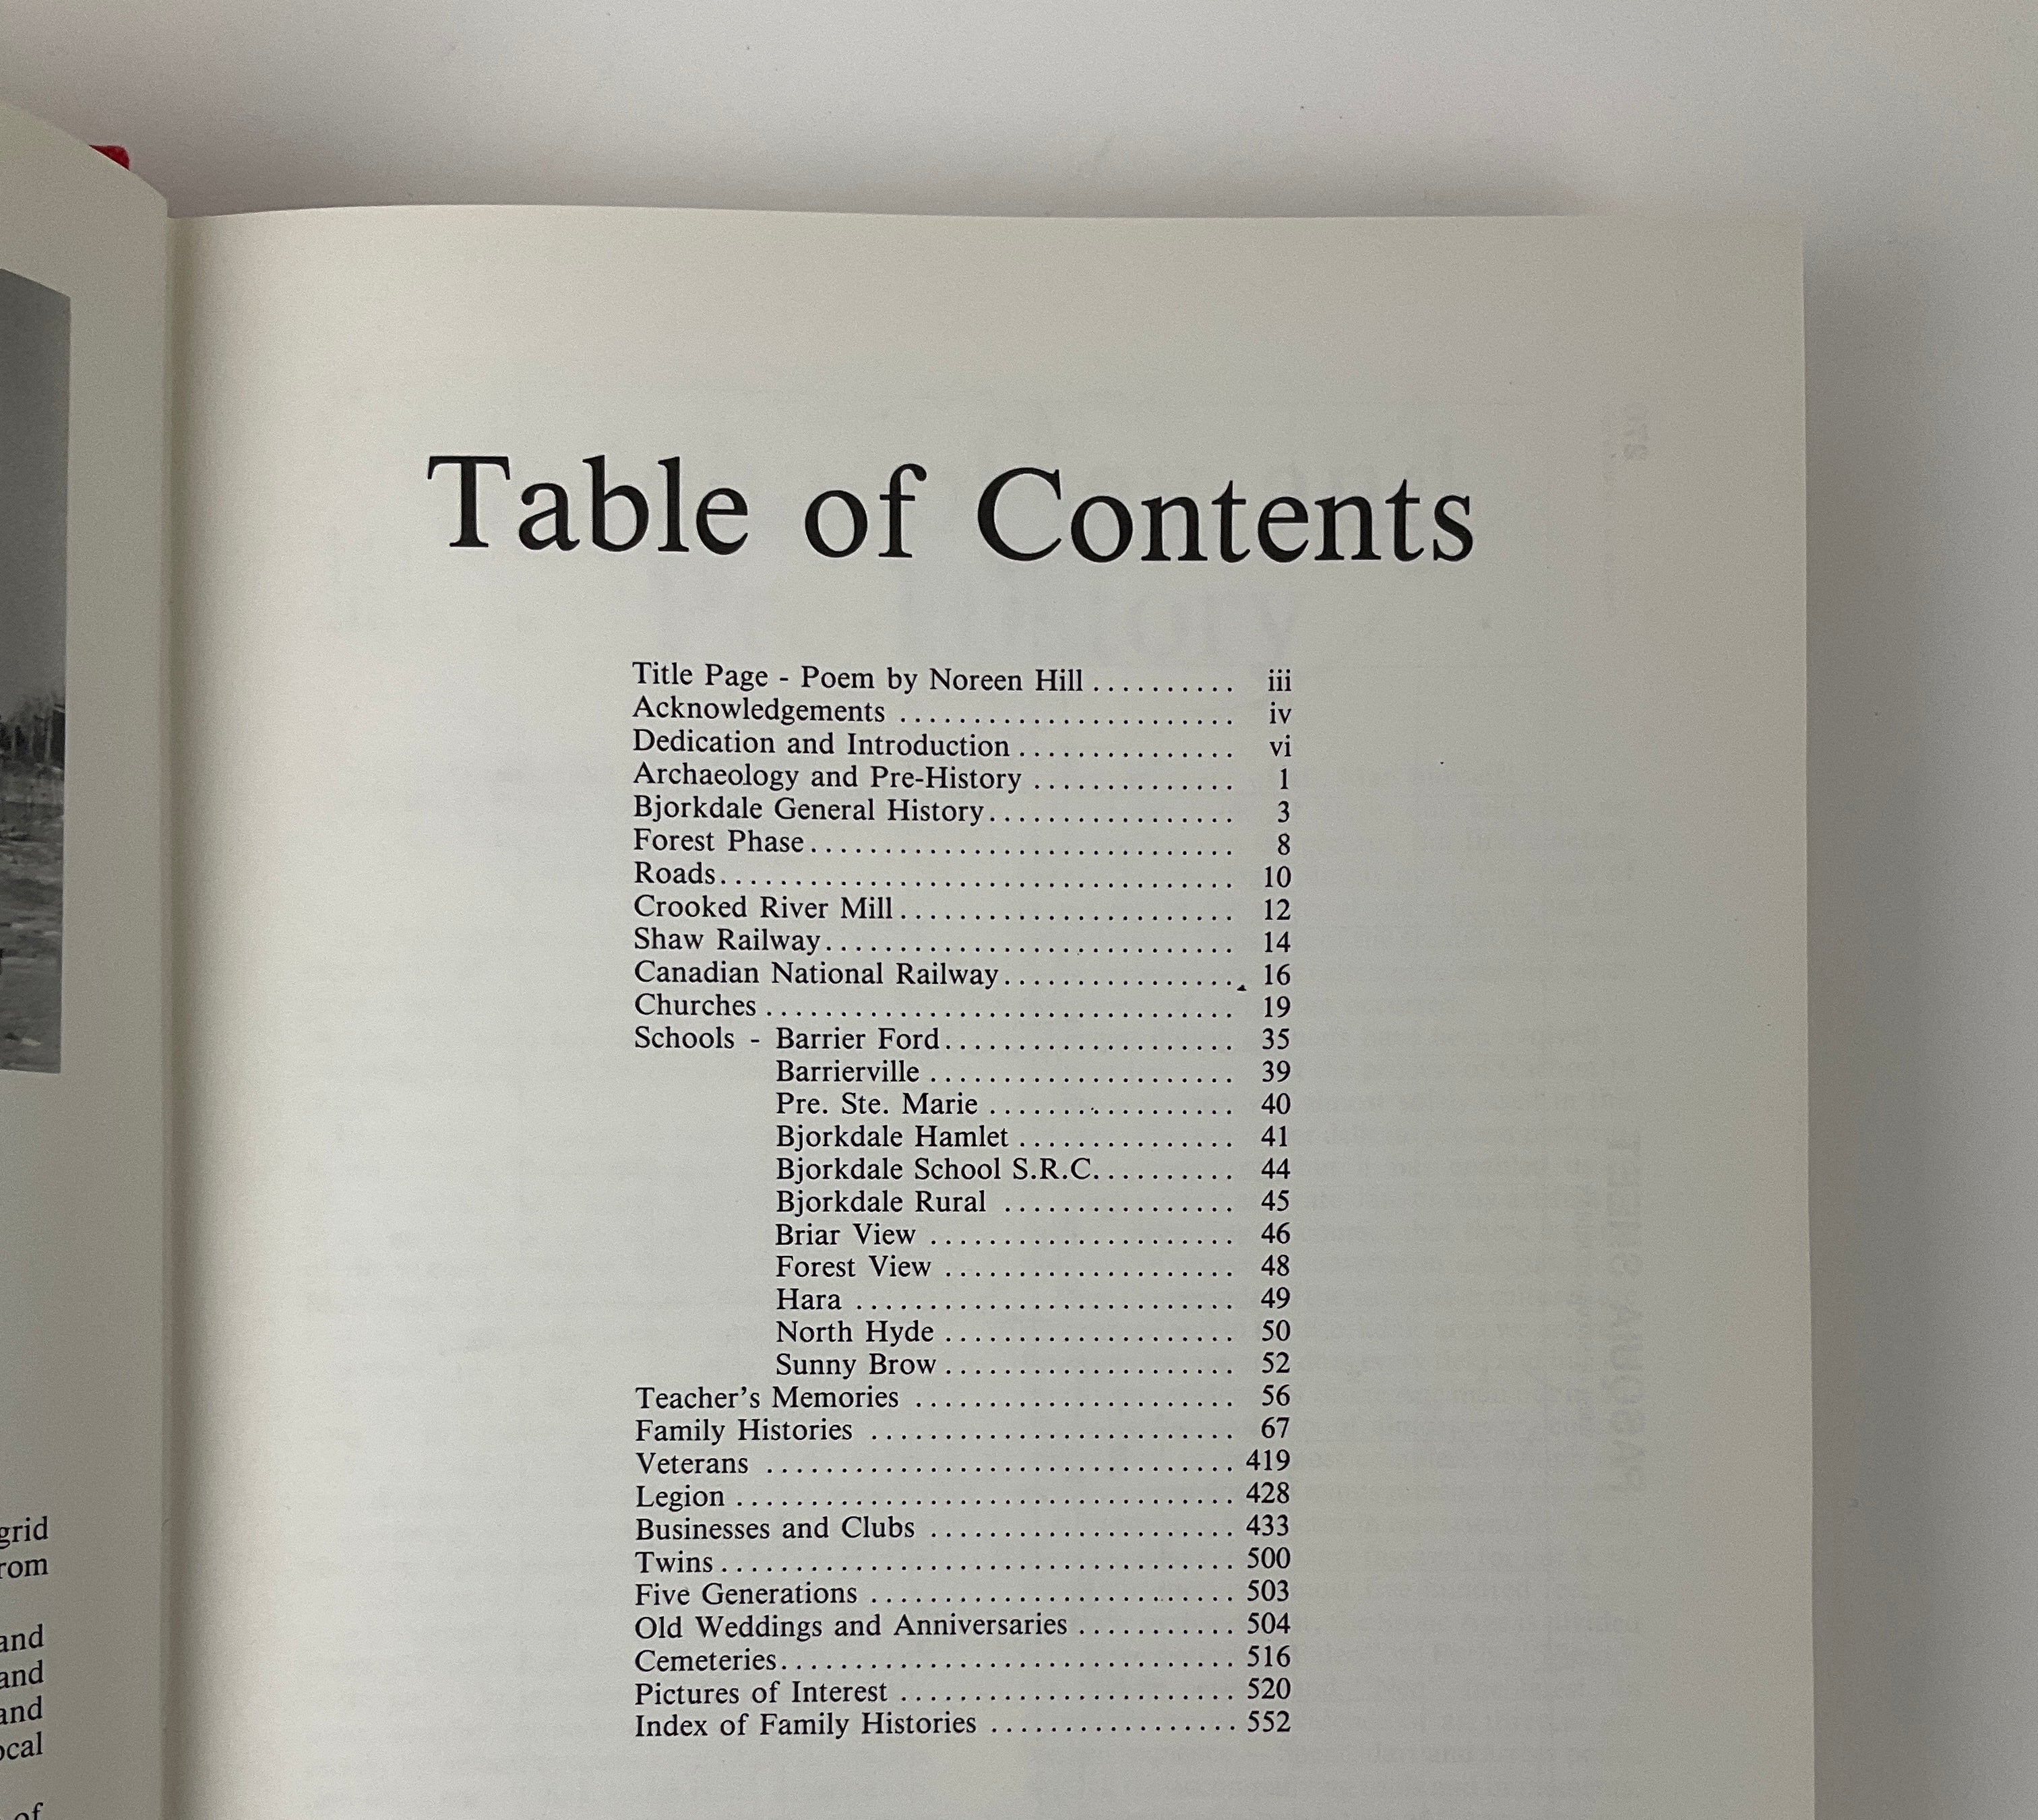 grid
and
and
and
of
Table of Contents
Title Page - Poem by Noreen Hill .......... iii
Acknowledgements ....................... iv
Dedication and Introduction ............... vi
Archaeology and Pre-History .............. 1
Bjorkdale General History................. 3
Forest Phase............................. 8
Roads................................... 10
Crooked River Mill....................... 12
Shaw Railway............................ 14
Canadian National Railway................ 16
Churches ................................ 19
Schools - Barrier Ford.................... 35
Barrierville ..................... 39
Pre. Ste. Marie ................. 40
Bjorkdale Hamlet ............... 41
Bjorkdale School S.R.C.......... 44
Bjorkdale Rural ................ 45
Briar View ..................... 46
Forest View .................... 48
Hara .......................... 49
North Hyde .................... 50
Sunny Brow.................... 52
Teacher's Memories ...................... 56
Family Histories ......................... 67
Veterans ................................ 419
Legion .................................. 428
Businesses and Clubs ..................... 433
Twins................................... 500
Five Generations ......................... 503
Old Weddings and Anniversaries ........... 504
Cemeteries............................... 516
Pictures of Interest ....................... 520
Index of Family Histories ................. 552